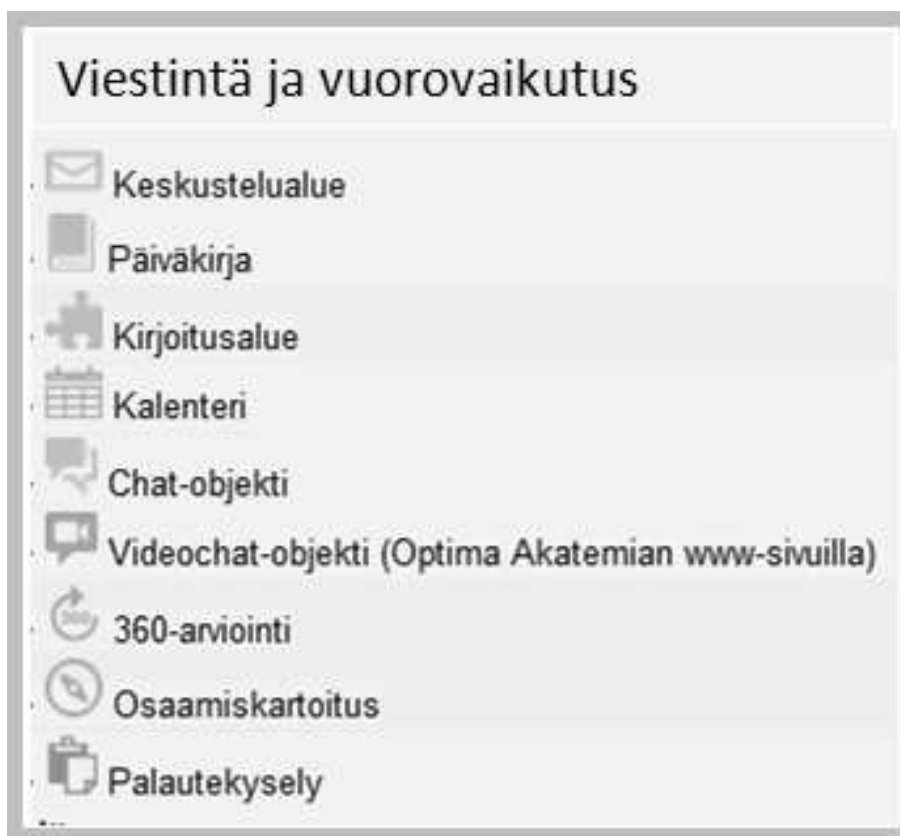 Viestintä ja vuorovaikutus
Keskustelualue
Päiväkirja
Kirjoitusalue
Kalenteri
Chat-objekti
Videochat-objekti (Optima Akatemian www-sivuilla)
360-arviointi
Osaamiskartoitus
Palautekysely